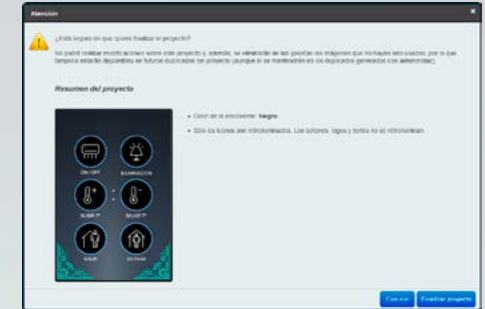 Atención
¿Está seguro de que quiere finalizar el proyecto?
No podrá realizar modificaciones sobre este proyecto y, además, se eliminarán de las galerías las imágenes que no hayan sido usadas, por lo que
tampoco estarán disponibles en futuros duplicados del proyecto (aunque sí se mantendrán en los duplicados generados con anterioridad).
Resumen del proyecto
Color de la envolvente: Negro
Sólo los iconos son retroiluminados. Los botones, logos y textos no se retroiluminan.
ON / OFF
ILUMINACIÓN
SUBIR Tª
BAJAR Tª
SALIR
ENTRAR
Cancelar
Finalizar proyecto